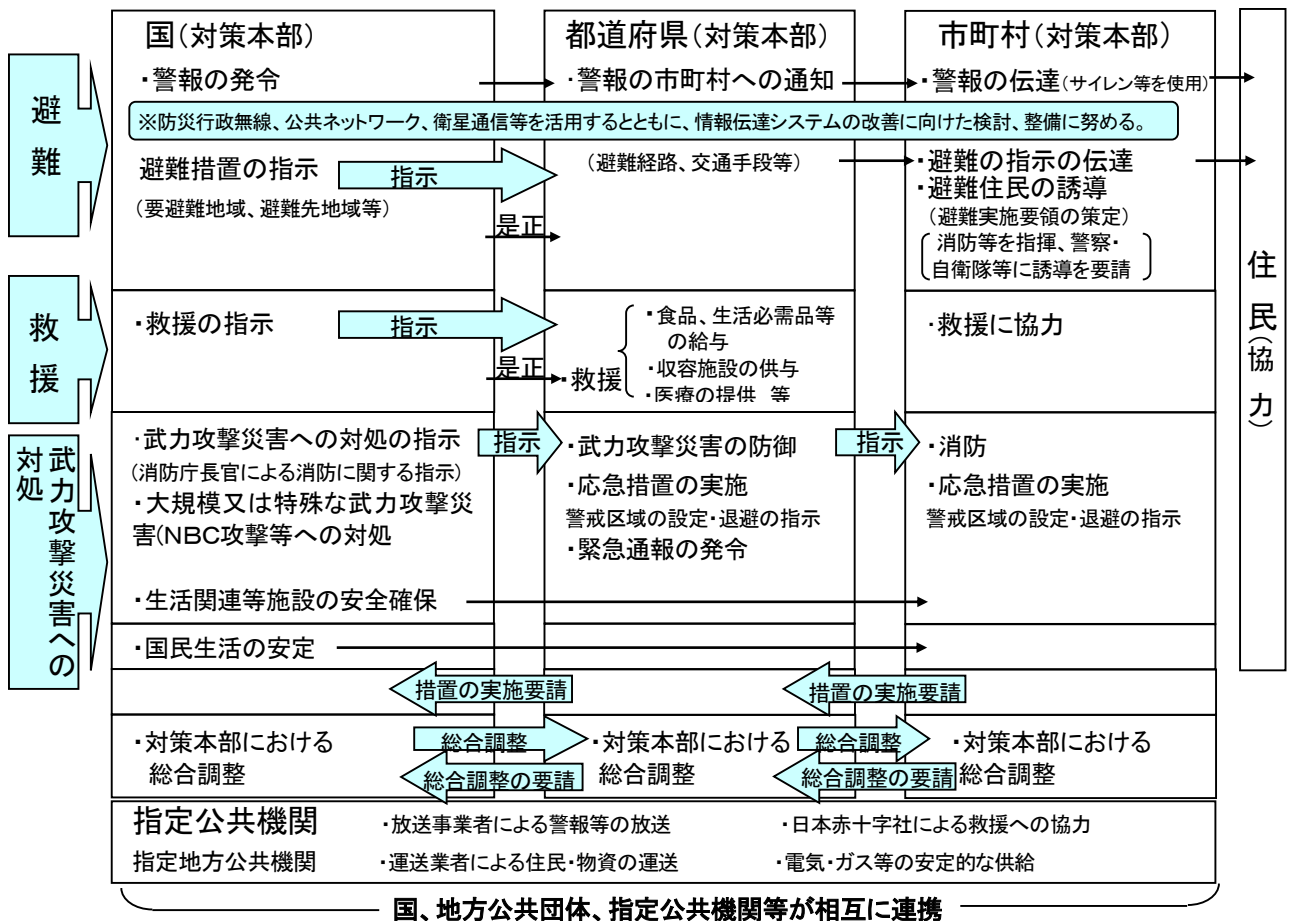 国(対策本部)
都道府県(対策本部)
市町村(対策本部)
避難
・警報の発令
・警報の市町村への通知
・警報の伝達(サイレン等を使用)
※防災行政無線、公共ネットワーク、衛星通信等を活用するとともに、情報伝達システムの改善に向けた検討、整備に努める。
避難措置の指示
指示
(避難経路、交通手段等)
・避難の指示の伝達
(要避難地域、避難先地域等)
是正
・避難住民の誘導
(避難実施要領の策定)
消防等を指揮、警察・
自衛隊等に誘導を要請
住民(協力)
救援
・救援の指示
指示
是正
・救援
・食品、生活必需品等
の給与
・収容施設の供与
・医療の提供 等
・救援に協力
武力攻撃災害への
対処
・武力攻撃災害への対処の指示
(消防庁長官による消防に関する指示)
・大規模又は特殊な武力攻撃災
害(NBC攻撃等への対処
指示
・武力攻撃災害の防御
・応急措置の実施
警戒区域の設定・退避の指示
・緊急通報の発令
指示
・消防
・応急措置の実施
警戒区域の設定・退避の指示
・生活関連等施設の安全確保
・国民生活の安定
措置の実施要請
措置の実施要請
・対策本部における
総合調整
総合調整
総合調整の要請
・対策本部における
総合調整
総合調整
総合調整の要請
・対策本部における
総合調整
指定公共機関
・放送事業者による警報等の放送
・日本赤十字社による救援への協力
指定地方公共機関
・運送業者による住民・物資の運送
・電気・ガス等の安定的な供給
国、地方公共団体、指定公共機関等が相互に連携